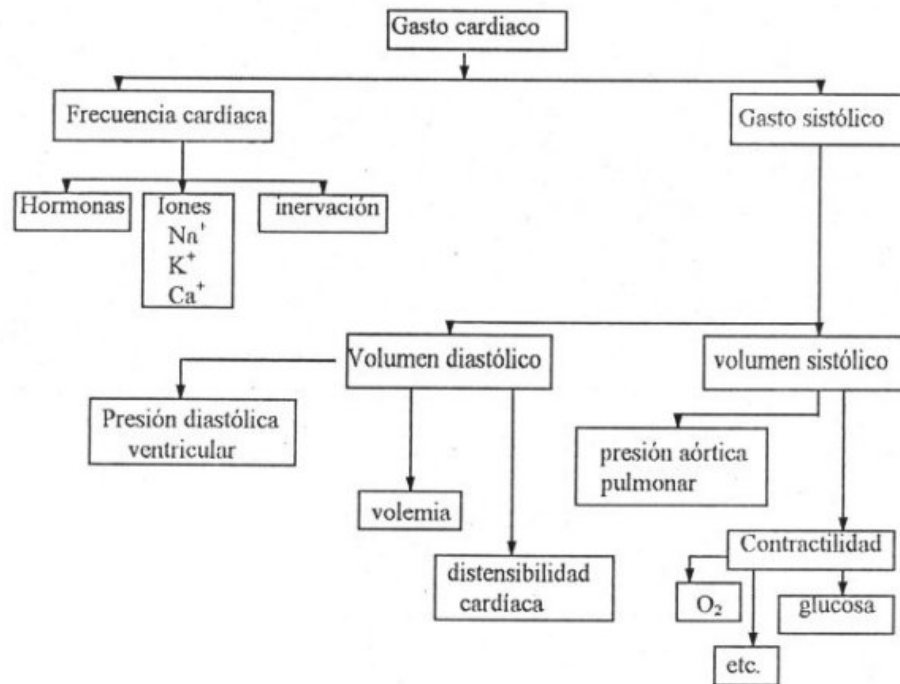 Gasto cardiaco
Frecuencia cardíaca
Gasto sistólico
Hormonas
Iones
Na⁺
K⁺
Ca⁺
inervación
Volumen diastólico
volumen sistólico
Presión diastólica
ventricular
presión aórtica
pulmonar
volemia
Contractilidad
distensibilidad
cardíaca
O₂
glucosa
etc.